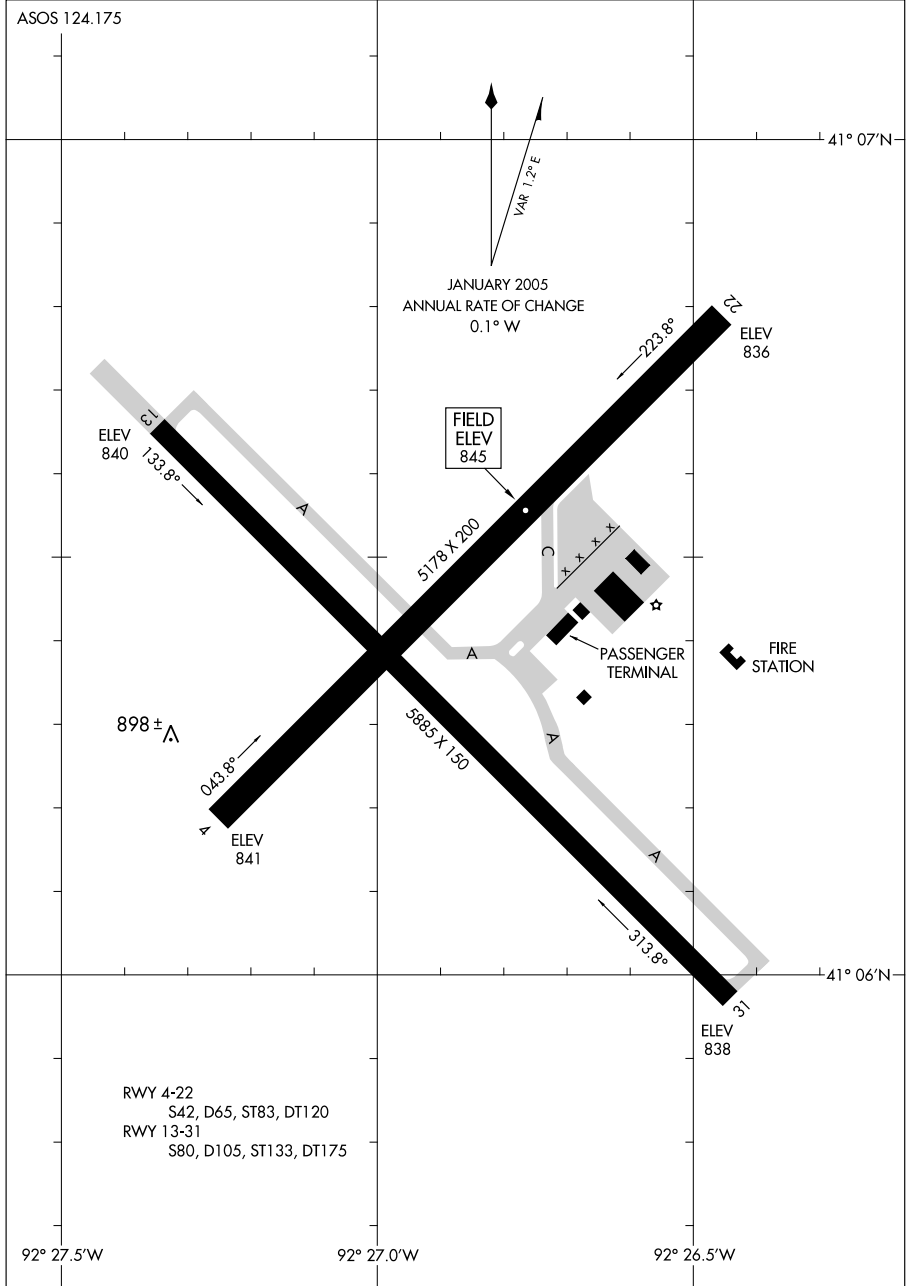 ASOS 124.175
41° 07'N
VAR 1.2° E
JANUARY 2005
ANNUAL RATE OF CHANGE
0.1° W
22
ELEV
836
223.8°
FIELD
ELEV
845
13
ELEV
840
133.8°
A
5178 X 200
C
x x x x
A
PASSENGER
TERMINAL
FIRE
STATION
898 ±
A
5885 X 150
043.8°
4
ELEV
841
A
313.8°
41° 06'N
31
ELEV
838
RWY 4-22
S42, D65, ST83, DT120
RWY 13-31
S80, D105, ST133, DT175
92° 27.5'W
92° 27.0'W
92° 26.5'W